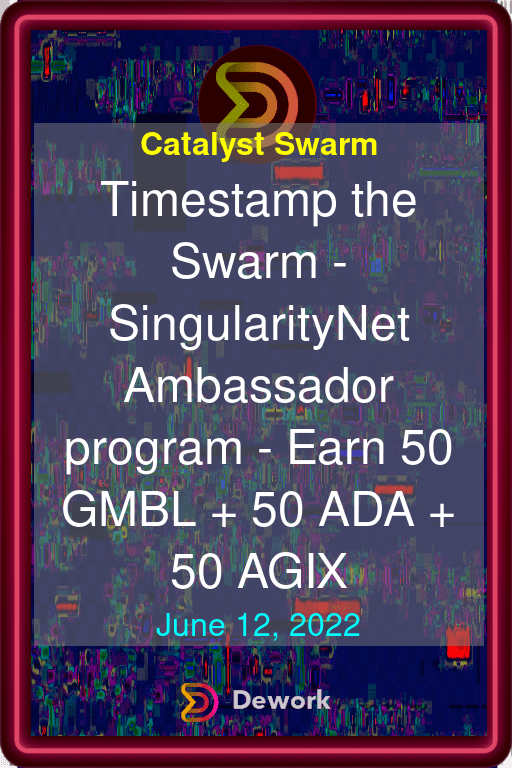 Catalyst Swarm
Timestamp the
Swarm -
SingularityNet
Ambassador
program - Earn 50
GMBL + 50 ADA +
50 AGIX
June 12, 2022
Dework